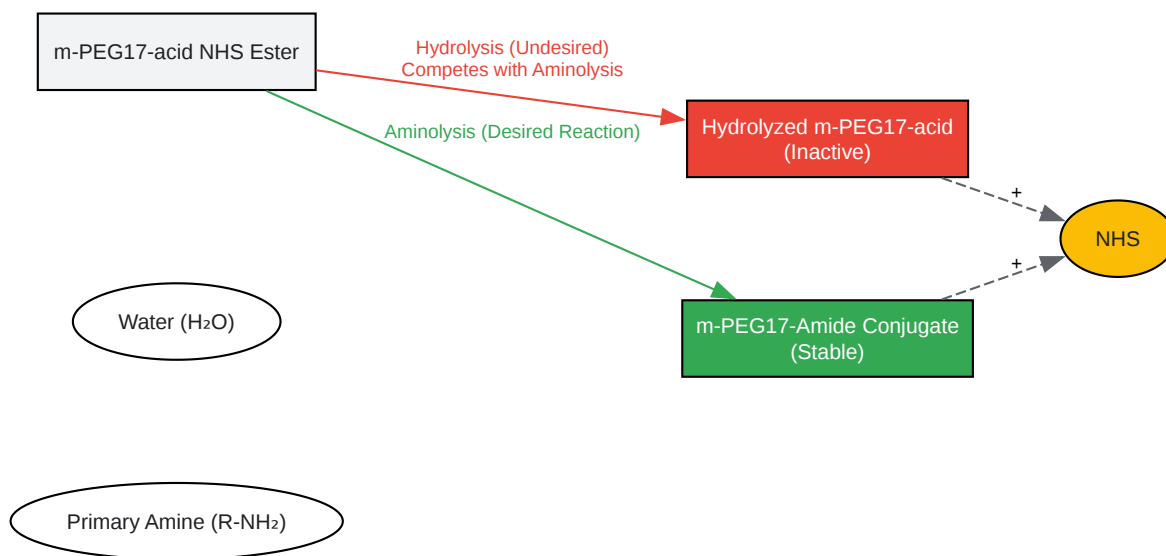 m-PEG17-acid NHS Ester
Hydrolysis (Undesired)
Competes with Aminolysis
Aminolysis (Desired Reaction)
Hydrolyzed m-PEG17-acid
(Inactive)
+
NHS
+
m-PEG17-Amide Conjugate
(Stable)
Water (H₂O)
Primary Amine (R-NH₂)